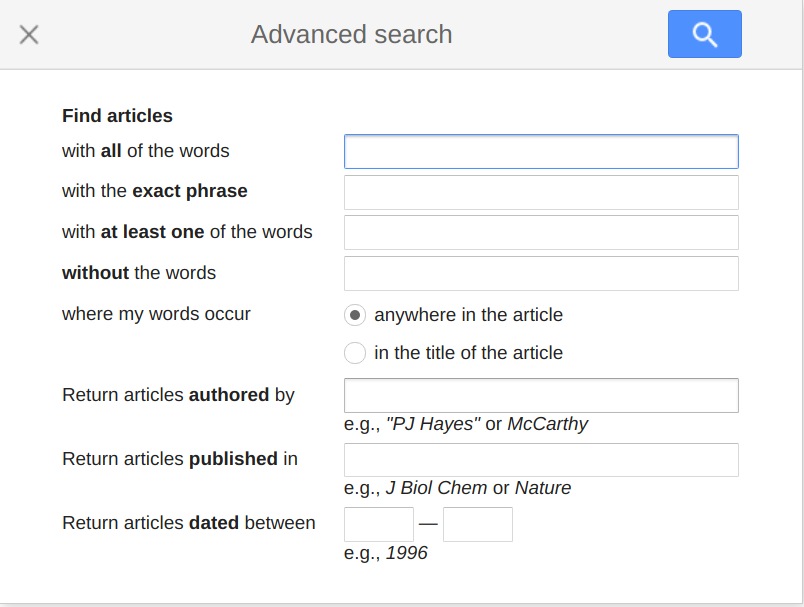 Advanced search
Find articles
with all of the words
with the exact phrase
with at least one of the words
without the words
where my words occur
anywhere in the article
in the title of the article
Return articles authored by
e.g., "PJ Hayes" or McCarthy
Return articles published in
e.g., J Biol Chem or Nature
Return articles dated between
—
e.g., 1996